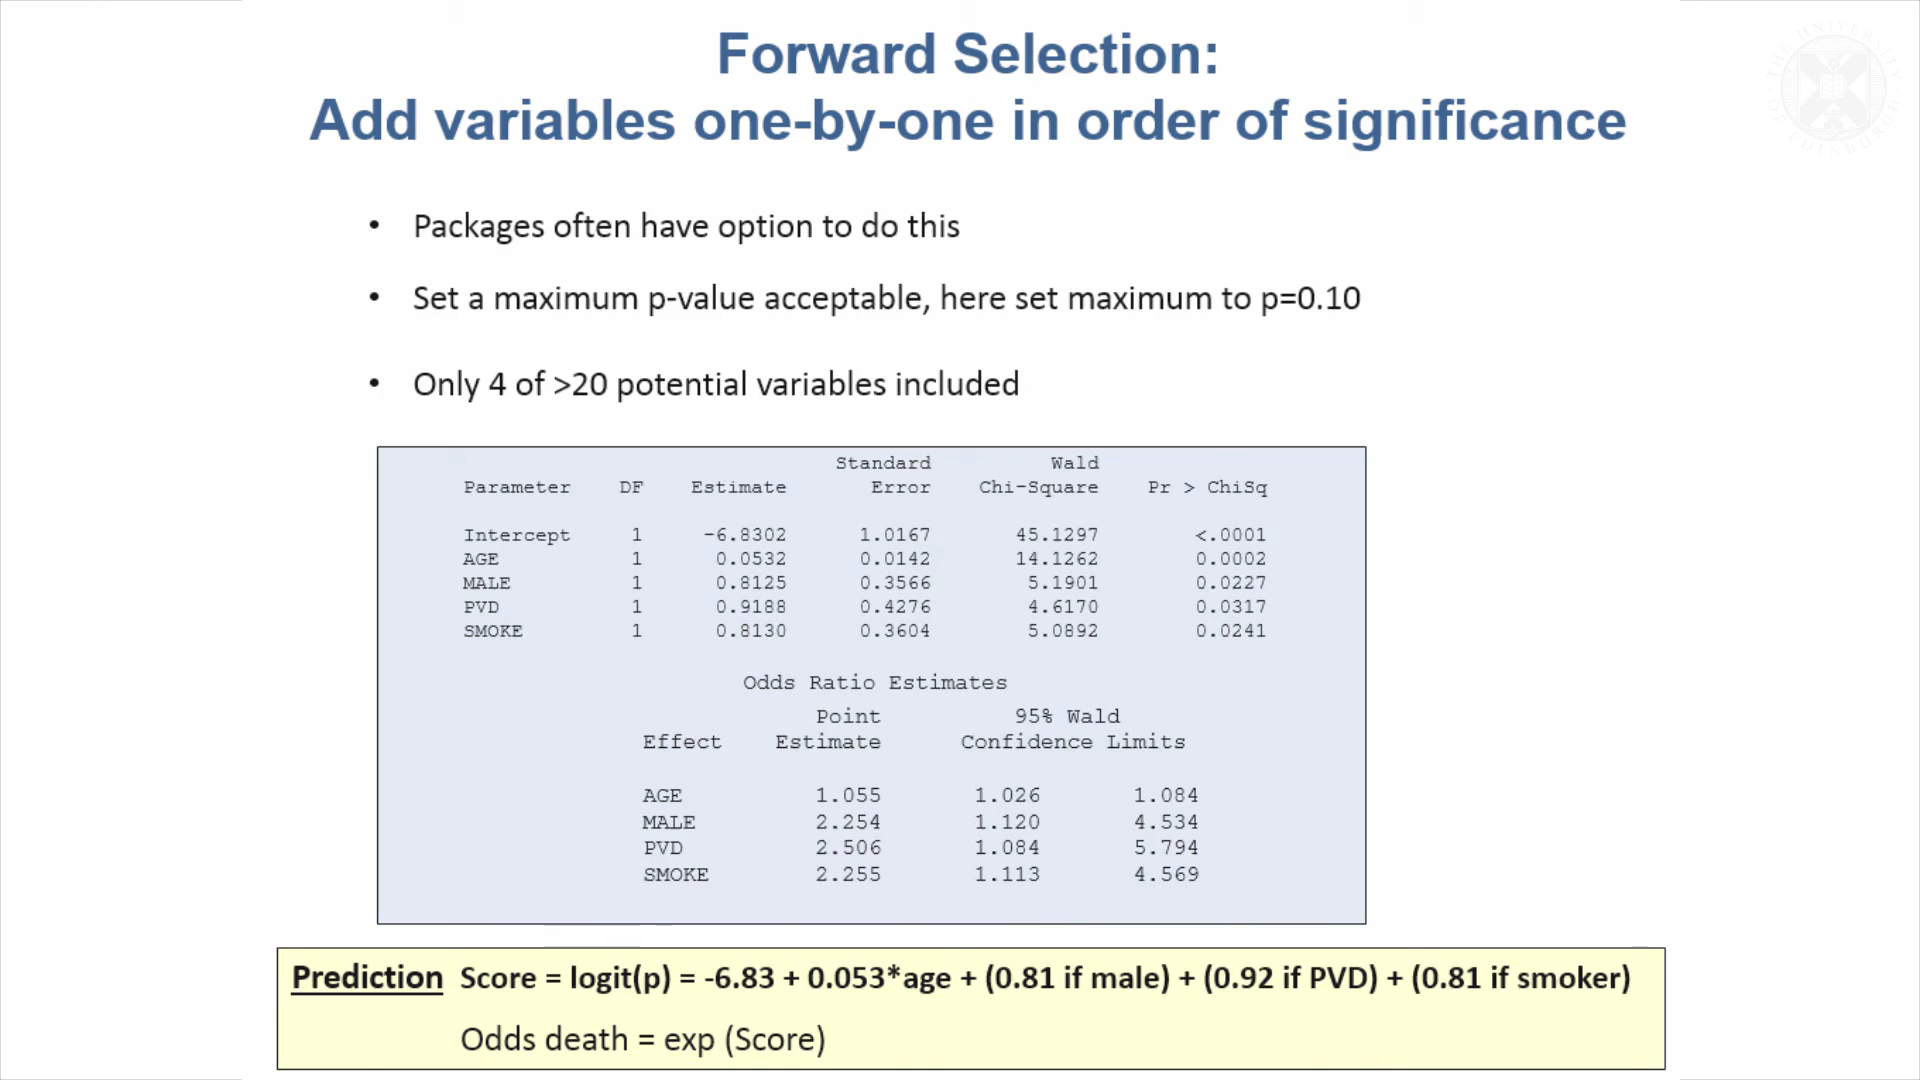 Forward Selection:
Add variables one-by-one in order of significance
THE UNIVERSITY OF EDINBURGH
• Packages often have option to do this
• Set a maximum p-value acceptable, here set maximum to p=0.10
• Only 4 of >20 potential variables included
Standard Wald
Parameter DF Estimate Error Chi-Square Pr > ChiSq
Intercept 1 -6.8302 1.0167 45.1297 <.0001
AGE 1 0.0532 0.0142 14.1262 0.0002
MALE 1 0.8125 0.3566 5.1901 0.0227
PVD 1 0.9188 0.4276 4.6170 0.0317
SMOKE 1 0.8130 0.3604 5.0892 0.0241
Odds Ratio Estimates
Point 95% Wald
Effect Estimate Confidence Limits
AGE 1.055 1.026 1.084
MALE 2.254 1.120 4.534
PVD 2.506 1.084 5.794
SMOKE 2.255 1.113 4.569
Prediction Score = logit(p) = -6.83 + 0.053*age + (0.81 if male) + (0.92 if PVD) + (0.81 if smoker)
Odds death = exp (Score)